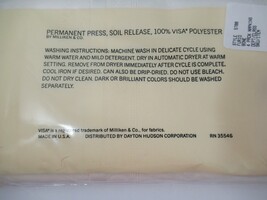 PERMANENT PRESS, SOIL RELEASE, 100% VISA® POLYESTER
BY MILLIKEN & CO.
WASHING INSTRUCTIONS: MACHINE WASH IN DELICATE CYCLE USING
WARM WATER AND MILD DETERGENT. DRY IN AUTOMATIC DRYER AT WARM
SETTING. REMOVE FROM DRYER IMMEDIATELY AFTER CYCLE IS COMPLETE.
COOL IRON IF DESIRED. CAN ALSO BE DRIP-DRIED. DO NOT USE BLEACH.
DO NOT DRY CLEAN. DARK OR BRILLIANT COLORS SHOULD BE WASHED
SEPARATELY.
VISA® is a registered trademark of Milliken & Co., for fabrics.
MADE IN U.S.A. DISTRIBUTED BY DAYTON HUDSON CORPORATION RN 35546